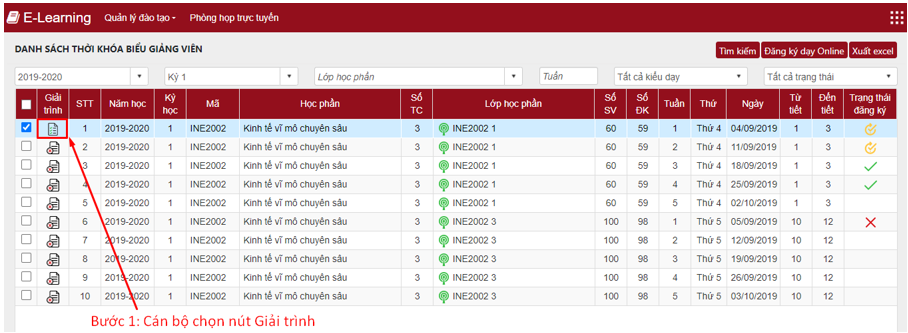 E-Learning Quản lý đào tạo Phòng họp trực tuyến
DANH SÁCH THỜI KHÓA BIỂU GIẢNG VIÊN Tìm kiếm Đăng ký dạy Online Xuất excel
2019-2020 Kỳ 1 Lớp học phần Tuần Tất cả kiểu dạy Tất cả trạng thái
Giải trình STT Năm học Kỳ học Mã Học phần Số TC Lớp học phần Số SV Số ĐK Tuần Thứ Ngày Từ tiết Đến tiết Trạng thái đăng ký
1 2019-2020 1 INE2002 Kinh tế vĩ mô chuyên sâu 3 INE2002 1 60 59 1 Thứ 4 04/09/2019 1 3
2 2019-2020 1 INE2002 Kinh tế vĩ mô chuyên sâu 3 INE2002 1 60 59 2 Thứ 4 11/09/2019 1 3
3 2019-2020 1 INE2002 Kinh tế vĩ mô chuyên sâu 3 INE2002 1 60 59 3 Thứ 4 18/09/2019 1 3
4 2019-2020 1 INE2002 Kinh tế vĩ mô chuyên sâu 3 INE2002 1 60 59 4 Thứ 4 25/09/2019 1 3
5 2019-2020 1 INE2002 Kinh tế vĩ mô chuyên sâu 3 INE2002 1 60 59 5 Thứ 4 02/10/2019 1 3
6 2019-2020 1 INE2002 Kinh tế vĩ mô chuyên sâu 3 INE2002 3 100 98 1 Thứ 5 05/09/2019 10 12
7 2019-2020 1 INE2002 Kinh tế vĩ mô chuyên sâu 3 INE2002 3 100 98 2 Thứ 5 12/09/2019 10 12
8 2019-2020 1 INE2002 Kinh tế vĩ mô chuyên sâu 3 INE2002 3 100 98 3 Thứ 5 19/09/2019 10 12
9 2019-2020 1 INE2002 Kinh tế vĩ mô chuyên sâu 3 INE2002 3 100 98 4 Thứ 5 26/09/2019 10 12
10 2019-2020 1 INE2002 Kinh tế vĩ mô chuyên sâu 3 INE2002 3 100 98 5 Thứ 5 03/10/2019 10 12
Bước 1: Cán bộ chọn nút Giải trình